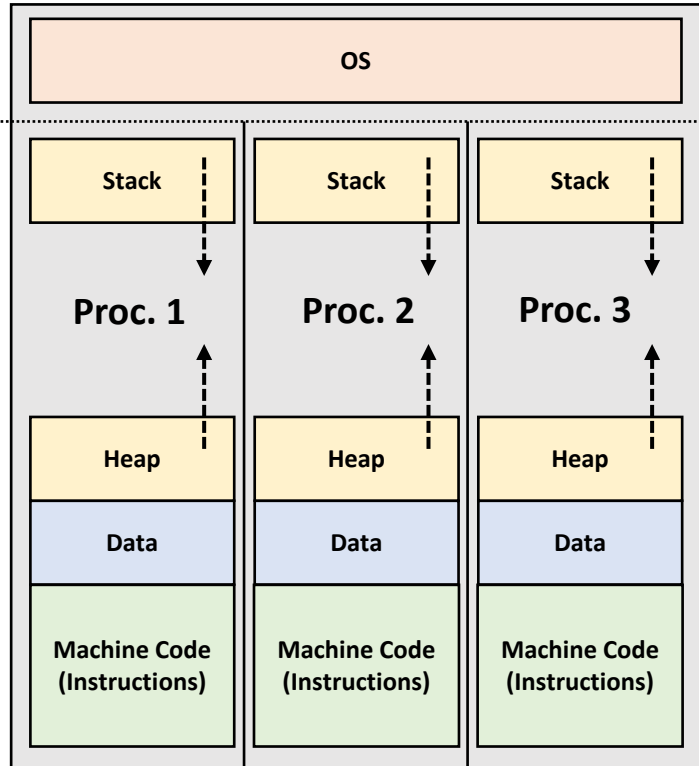 OS
Stack
Stack
Stack
Proc. 1
Proc. 2
Proc. 3
Heap
Heap
Heap
Data
Data
Data
Machine Code
(Instructions)
Machine Code
(Instructions)
Machine Code
(Instructions)